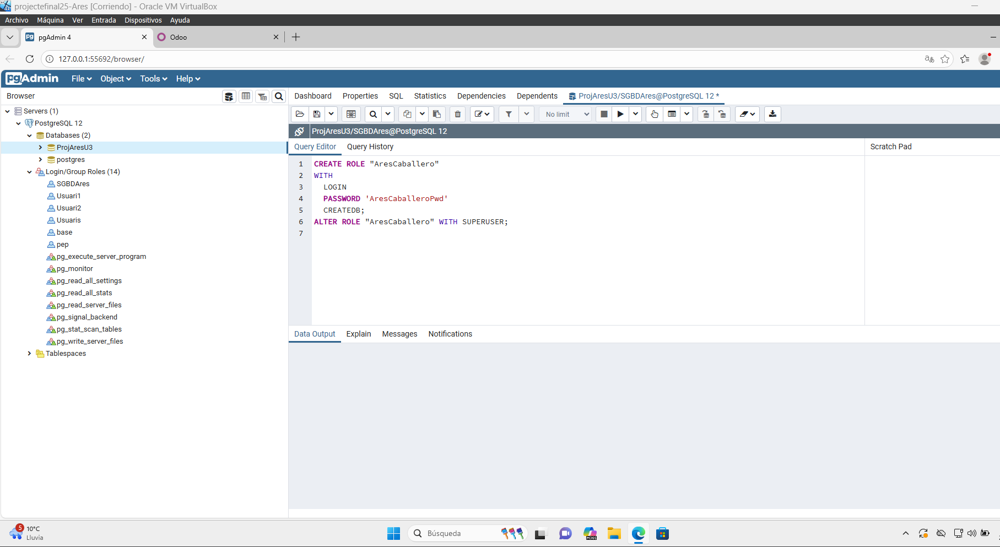 projectefinal25-Ares [Corriendo] - Oracle VM VirtualBox
Archivo Máquina Ver Entrada Dispositivos Ayuda
pgAdmin 4
Odoo
127.0.0.1:55692/browser/
pgAdmin File Object Tools Help
Browser
Dashboard Properties SQL Statistics Dependencies Dependents ProjAresU3/SGBDAres@PostgreSQL 12 *
No limit
ProjAresU3/SGBDAres@PostgreSQL 12
Query Editor Query History
Scratch Pad
Servers (1)
PostgreSQL 12
Databases (2)
ProjAresU3
postgres
Login/Group Roles (14)
SGBDAres
Usuari1
Usuari2
Usuaris
base
pep
pg_execute_server_program
pg_monitor
pg_read_all_settings
pg_read_all_stats
pg_read_server_files
pg_signal_backend
pg_stat_scan_tables
pg_write_server_files
Tablespaces
1 CREATE ROLE "AresCaballero"
2 WITH
3 LOGIN
4 PASSWORD 'AresCaballeroPwd'
5 CREATEDB;
6 ALTER ROLE "AresCaballero" WITH SUPERUSER;
7
Data Output Explain Messages Notifications
5
10°C
Lluvia
Búsqueda
M365